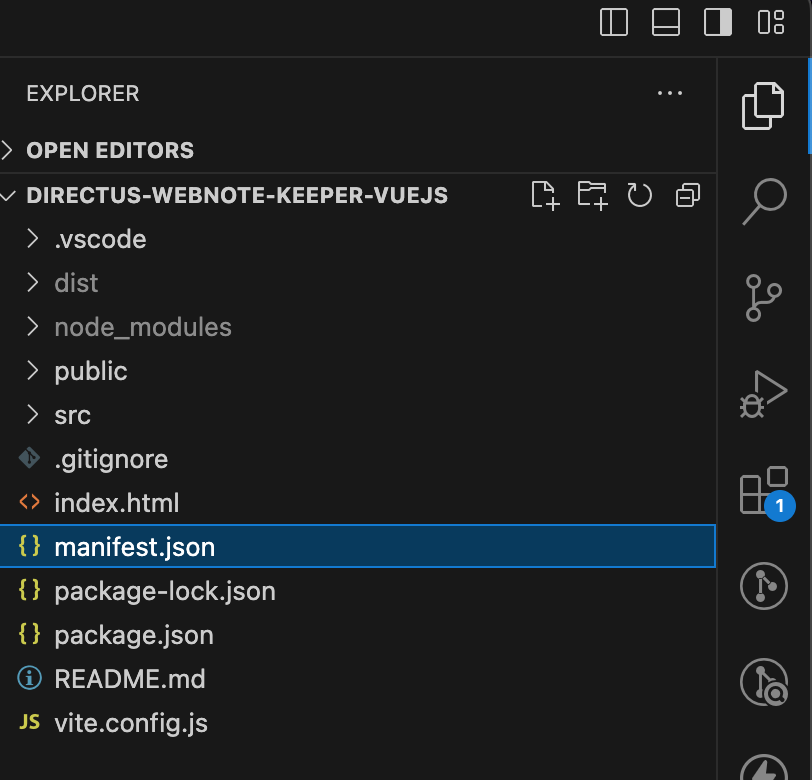 EXPLORER
OPEN EDITORS
DIRECTUS-WEBNOTE-KEEPER-VUEJS
.vscode
dist
node_modules
public
src
.gitignore
<> index.html
{} manifest.json
{} package-lock.json
{} package.json
README.md
JS vite.config.js
1